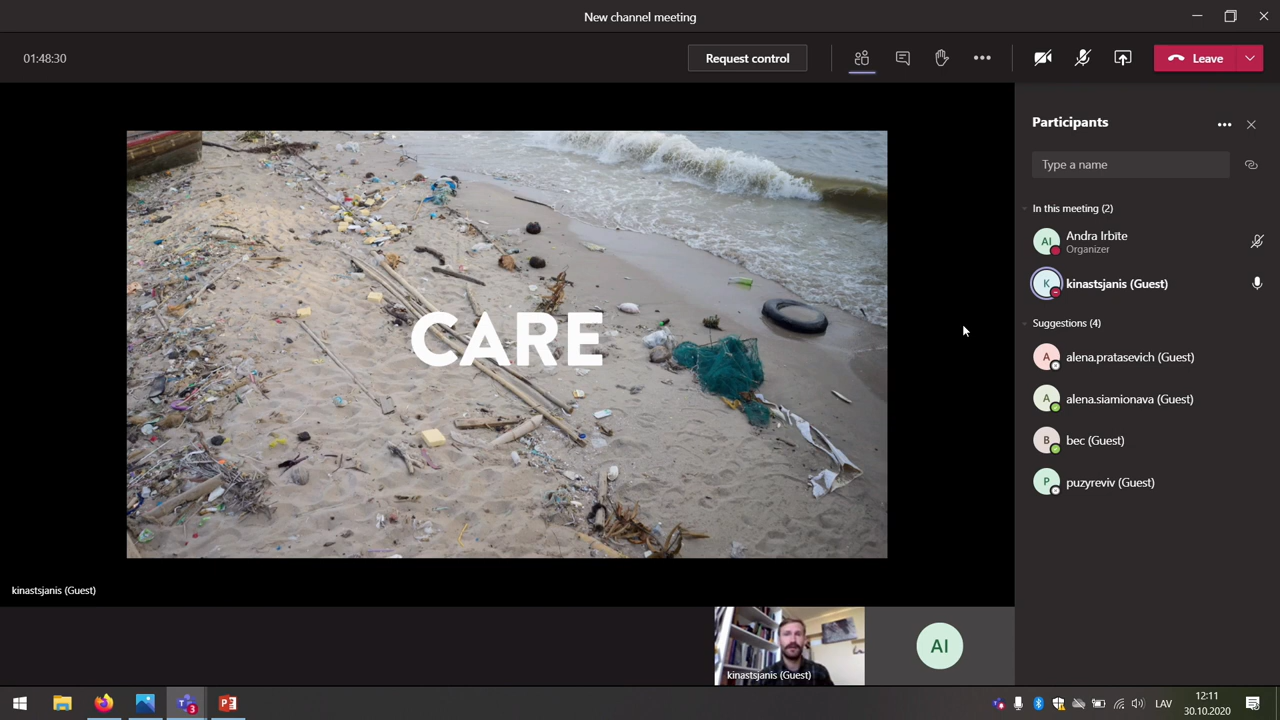 New channel meeting
01:48:30
Request control
Leave
Participants
Type a name
In this meeting (2)
AI
Andra Irbite
Organizer
K
kinastsjanis (Guest)
Suggestions (4)
A
alena.pratasevich (Guest)
A
alena.siamionava (Guest)
B
bec (Guest)
P
puzyreviv (Guest)
CARE
kinastsjanis (Guest)
kinastsjanis (Guest)
AI
3
LAV
12:11
30.10.2020